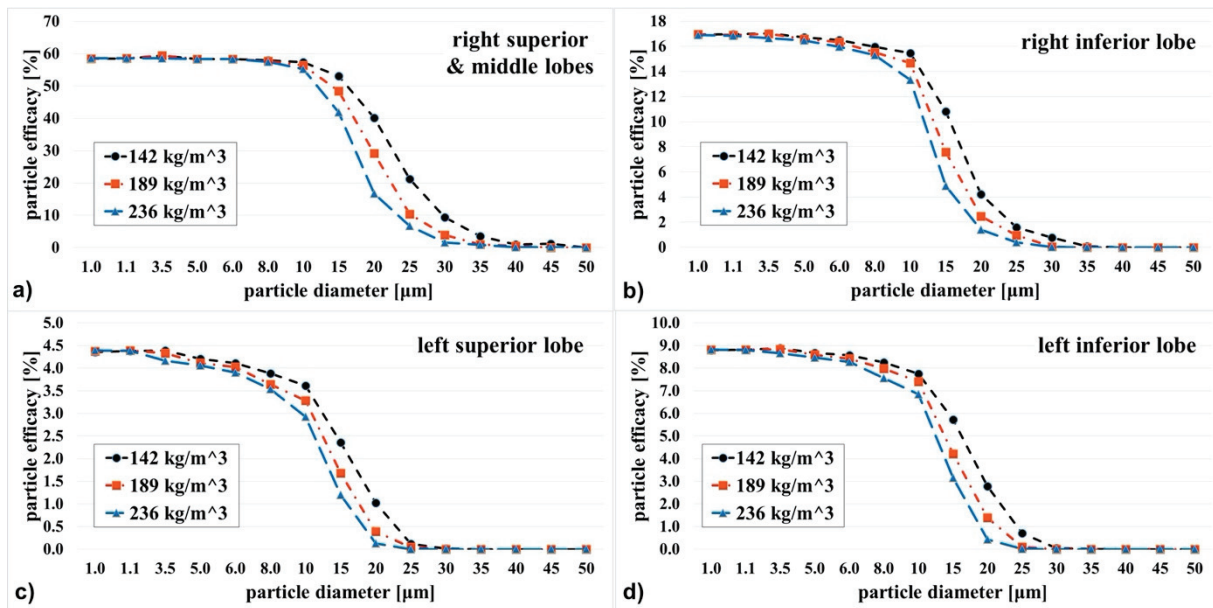 70
60
50
40
30
20
10
0
particle efficacy [%]
right superior
& middle lobes
142 kg/m^3
189 kg/m^3
236 kg/m^3
1.0 1.1 3.5 5.0 6.0 8.0 10 15 20 25 30 35 40 45 50
a)
particle diameter [µm]
18
16
14
12
10
8
6
4
2
0
particle efficacy [%]
right inferior lobe
142 kg/m^3
189 kg/m^3
236 kg/m^3
1.0 1.1 3.5 5.0 6.0 8.0 10 15 20 25 30 35 40 45 50
b)
particle diameter [µm]
5.0
4.5
4.0
3.5
3.0
2.5
2.0
1.5
1.0
0.5
0.0
particle efficacy [%]
left superior lobe
142 kg/m^3
189 kg/m^3
236 kg/m^3
1.0 1.1 3.5 5.0 6.0 8.0 10 15 20 25 30 35 40 45 50
c)
particle diameter [µm]
10.0
9.0
8.0
7.0
6.0
5.0
4.0
3.0
2.0
1.0
0.0
particle efficacy [%]
left inferior lobe
142 kg/m^3
189 kg/m^3
236 kg/m^3
1.0 1.1 3.5 5.0 6.0 8.0 10 15 20 25 30 35 40 45 50
d)
particle diameter [µm]